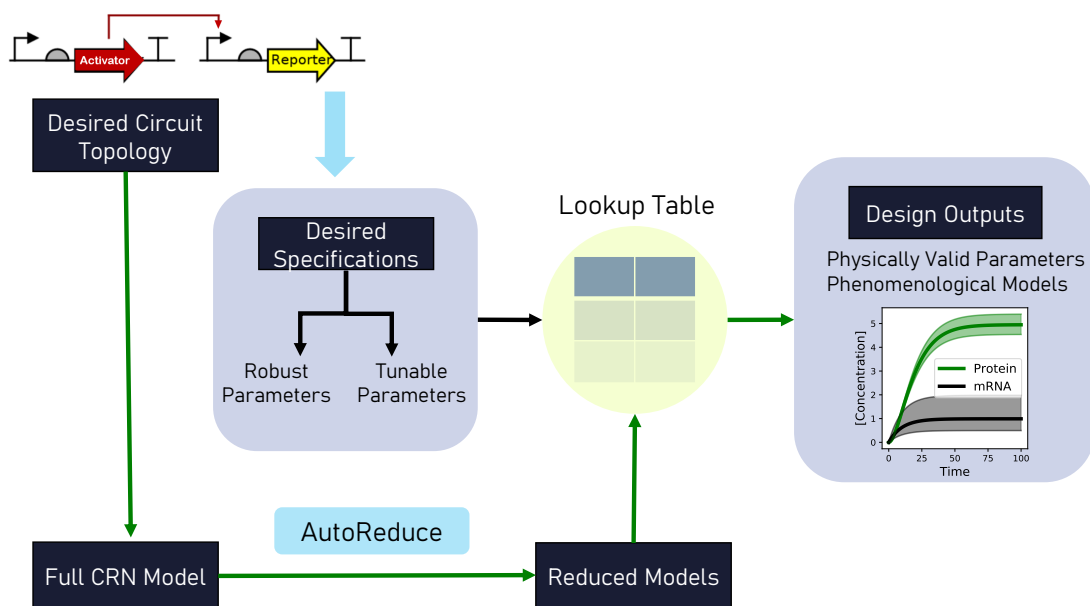 Activator
Reporter
Desired Circuit
Topology
Desired
Specifications
Robust
Parameters
Tunable
Parameters
Lookup Table
Design Outputs
Physically Valid Parameters
Phenomenological Models
[Concentration]
5
4
3
2
1
0
Protein
mRNA
0 25 50 75 100
Time
AutoReduce
Full CRN Model
Reduced Models